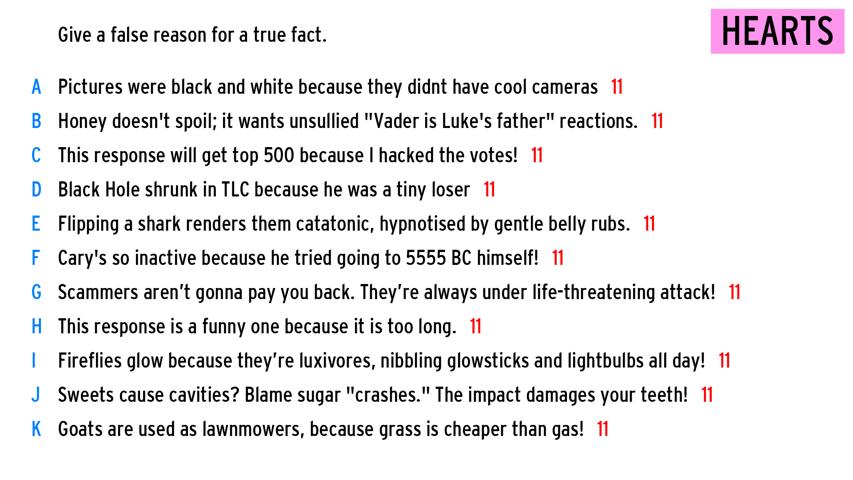 Give a false reason for a true fact.
HEARTS
A Pictures were black and white because they didnt have cool cameras 11
B Honey doesn't spoil; it wants unsullied "Vader is Luke's father" reactions. 11
C This response will get top 500 because I hacked the votes! 11
D Black Hole shrunk in TLC because he was a tiny loser 11
E Flipping a shark renders them catatonic, hypnotised by gentle belly rubs. 11
F Cary's so inactive because he tried going to 5555 BC himself! 11
G Scammers aren’t gonna pay you back. They’re always under life-threatening attack! 11
H This response is a funny one because it is too long. 11
I Fireflies glow because they’re luxivores, nibbling glowsticks and lightbulbs all day! 11
J Sweets cause cavities? Blame sugar "crashes." The impact damages your teeth! 11
K Goats are used as lawnmowers, because grass is cheaper than gas! 11